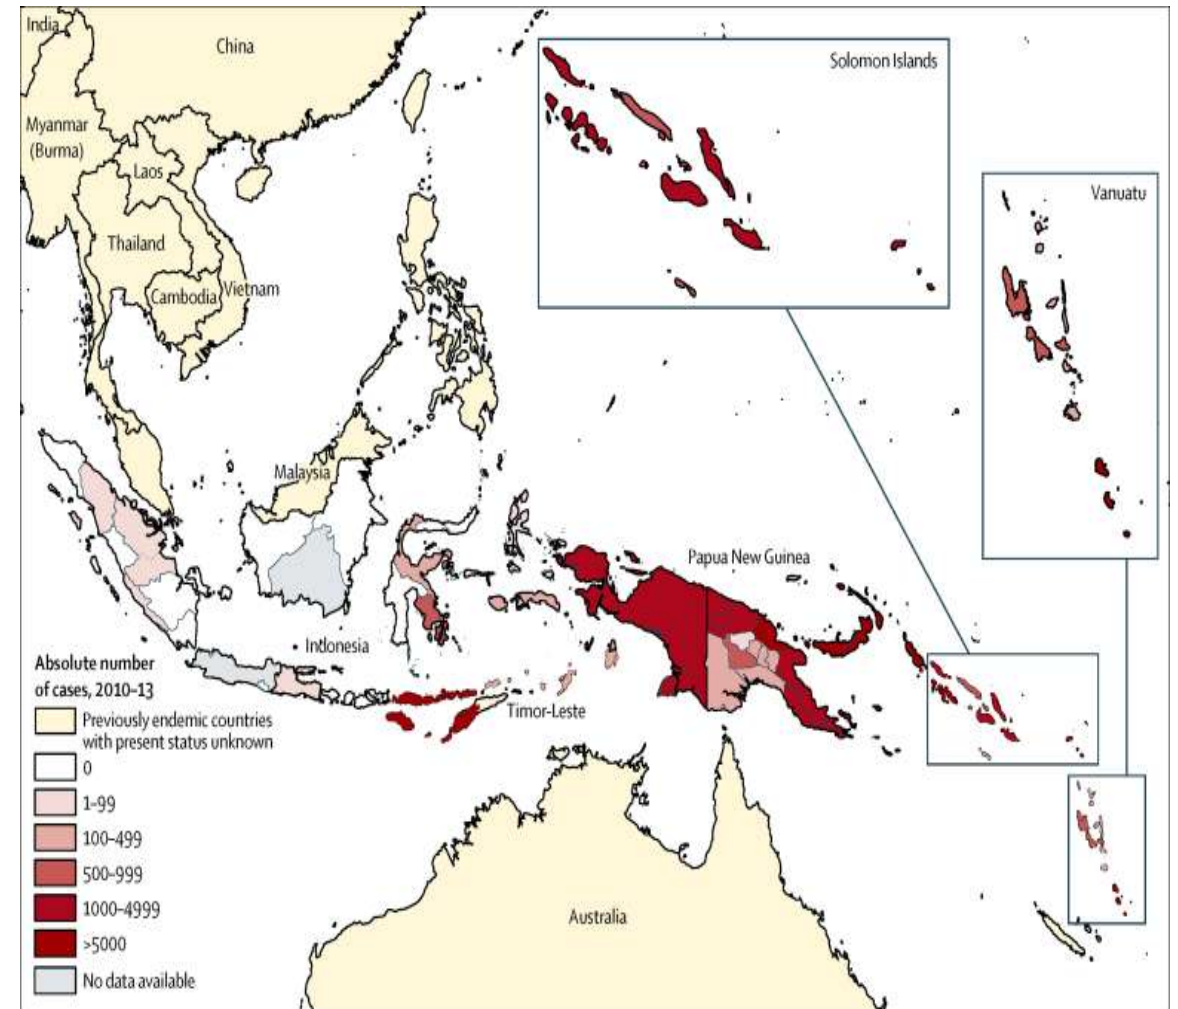 India
China
Solomon Islands
Myanmar
(Burma)
Laos
Vanuatu
Thailand
Cambodia
Vietnam
Malaysia
Papua New Guinea
Indonesia
Timor-Leste
Australia
Absolute number
of cases, 2010–13
Previously endemic countries
with present status unknown
0
1–99
100–499
500–999
1000–4999
>5000
No data available